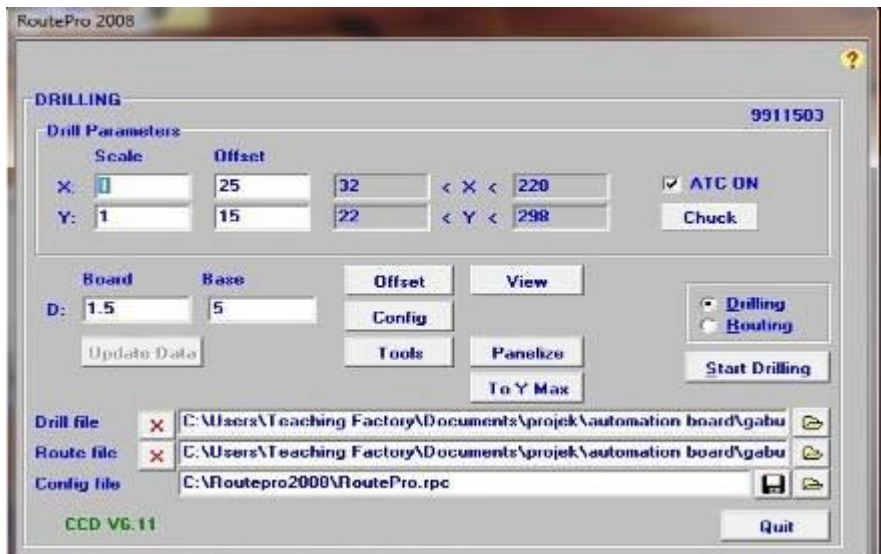 RoutePro 2008
DRILLING
9911503
Drill Parameters
Scale Offset
X: 25 32 < X < 220 ATC ON
Y: 1 15 22 < Y < 298 Chuck
Board Base Offset View
D: 1.5 5 Config
Drilling
Routing
Update Data Tools Panelize Start Drilling
To Y Max
Drill file C:\Users\Teaching Factory\Documents\projek\automation board\gabu
Route file C:\Users\Teaching Factory\Documents\projek\automation board\gabu
Config file C:\Routepro2008\RoutePro.rpc
CCD V6.11 Quit